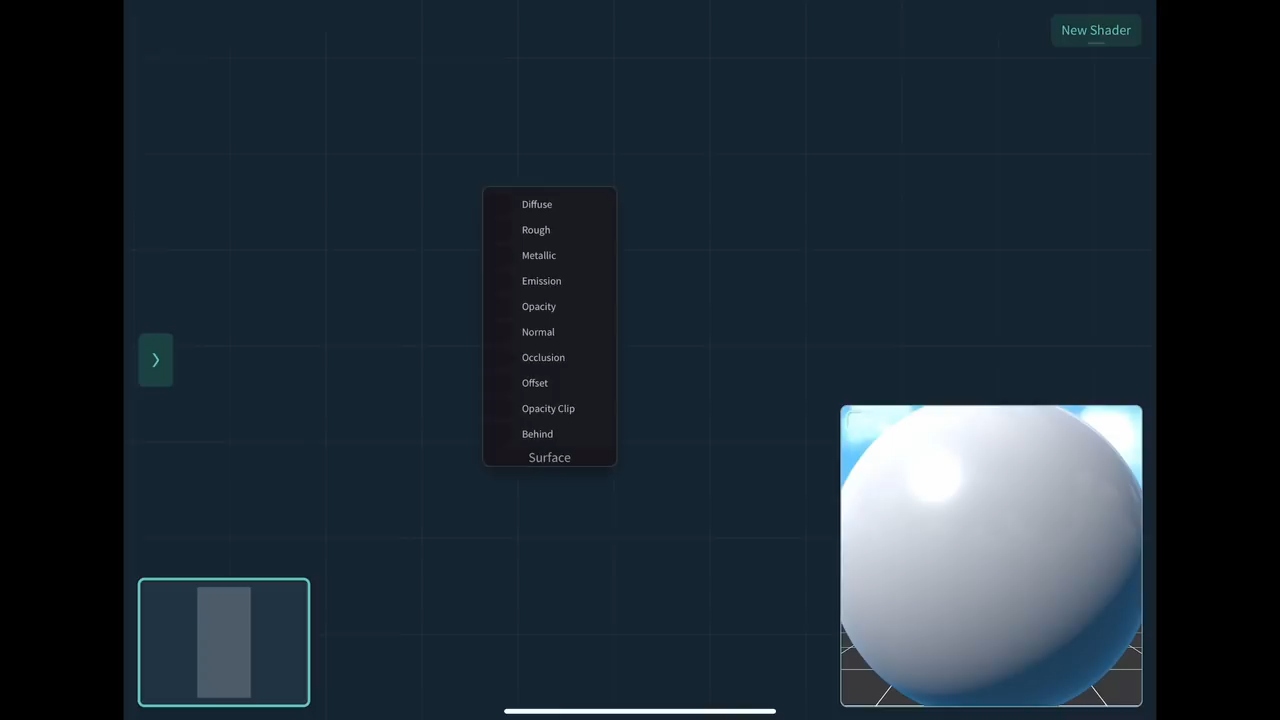 New Shader
Diffuse
Rough
Metallic
Emission
Opacity
Normal
Occlusion
Offset
Opacity Clip
Behind
Surface